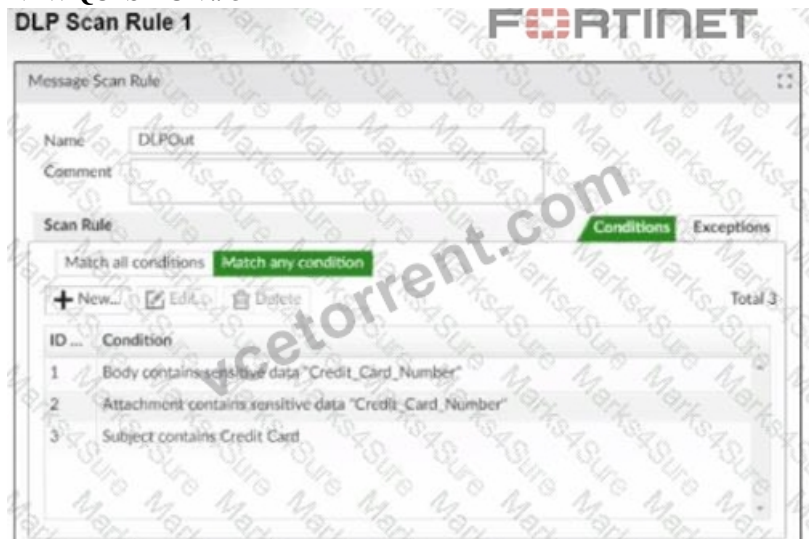 DLP Scan Rule 1
FORTINET
Message Scan Rule
Name DLPOut
Comment
Scan Rule Conditions Exceptions
Match all conditions Match any condition
New... Edit... Delete Total 3
ID ... Condition
1 Body contains sensitive data "Credit_Card_Number"
2 Attachment contains sensitive data "Credit_Card_Number"
3 Subject contains Credit Card
vcetorrent.com
Marks4Sure